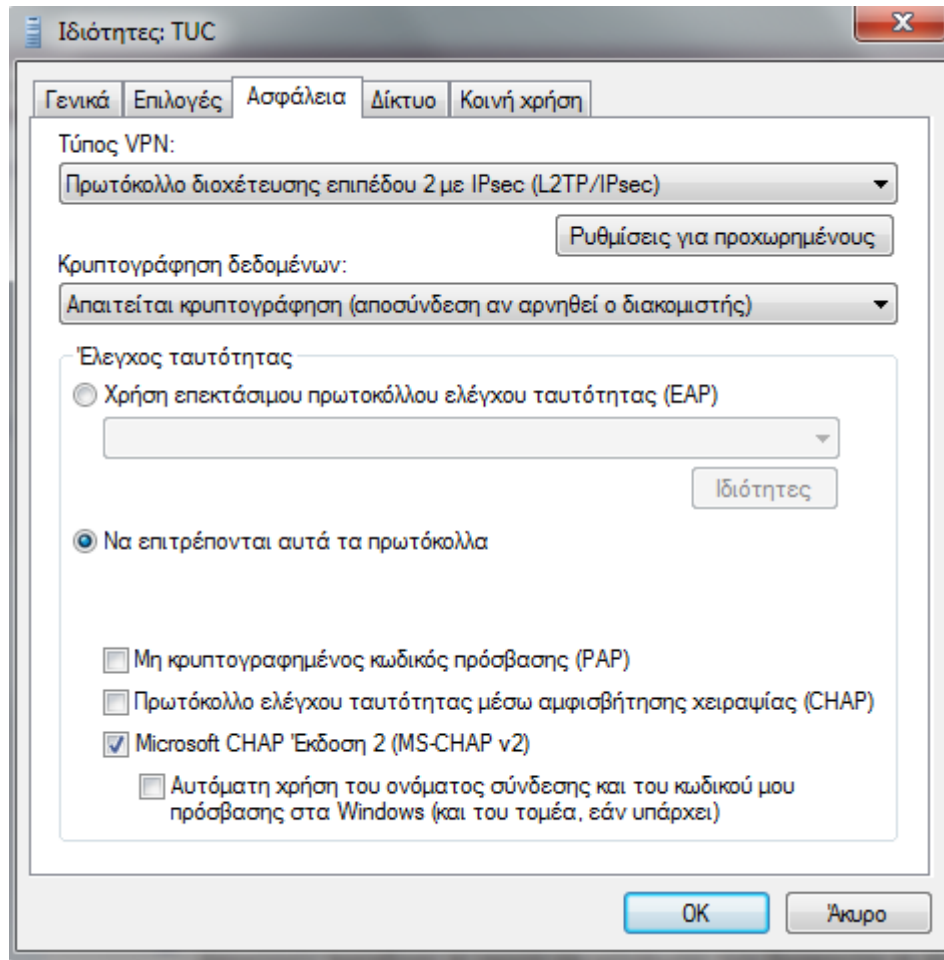 Ιδιότητες: TUC
Γενικά Επιλογές Ασφάλεια Δίκτυο Κοινή χρήση
Τύπος VPN:
Πρωτόκολλο διοχέτευσης επιπέδου 2 με IPsec (L2TP/IPsec)
Ρυθμίσεις για προχωρημένους
Κρυπτογράφηση δεδομένων:
Απαιτείται κρυπτογράφηση (αποσύνδεση αν αρνηθεί ο διακομιστής)
Έλεγχος ταυτότητας
Χρήση επεκτάσιμου πρωτοκόλλου ελέγχου ταυτότητας (EAP)
Ιδιότητες
Να επιτρέπονται αυτά τα πρωτόκολλα
Μη κρυπτογραφημένος κωδικός πρόσβασης (PAP)
Πρωτόκολλο ελέγχου ταυτότητας μέσω αμφισβήτησης χειραψίας (CHAP)
Microsoft CHAP Έκδοση 2 (MS-CHAP v2)
Αυτόματη χρήση του ονόματος σύνδεσης και του κωδικού μου
πρόσβασης στα Windows (και του τομέα, εάν υπάρχει)
OK Άκυρο